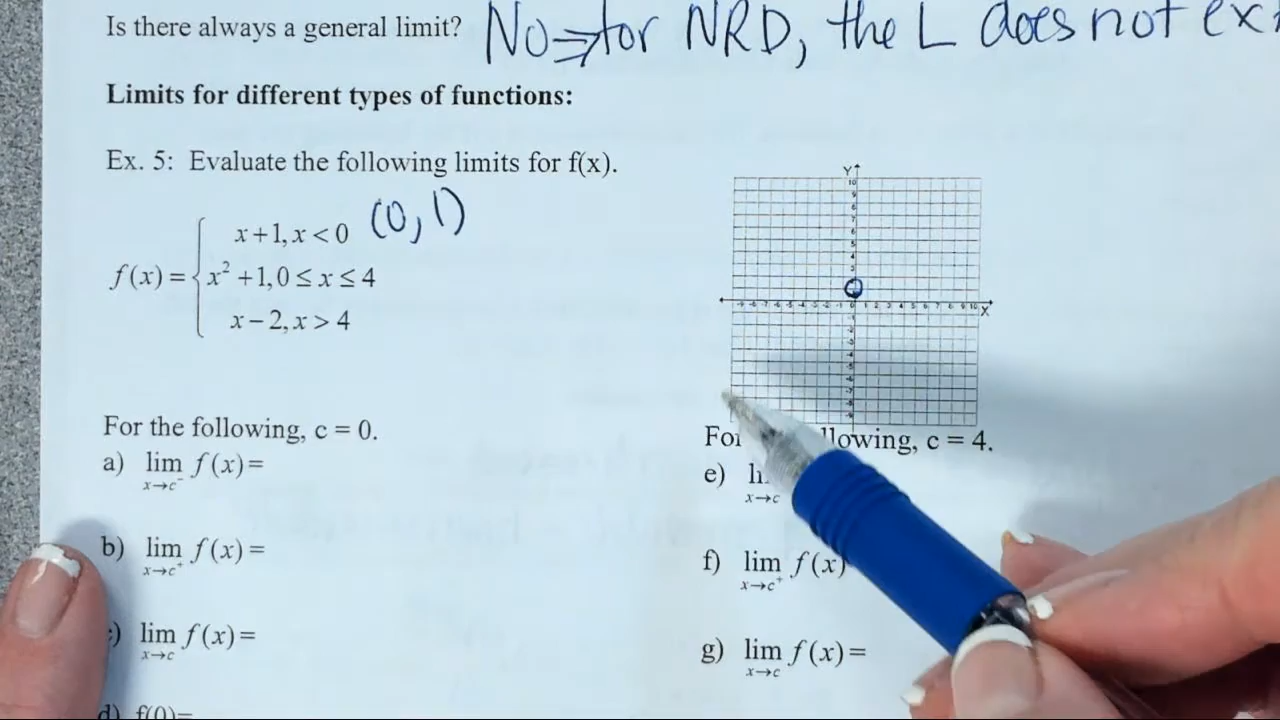 Is there always a general limit? No ⇒ for NRD, the L does not ex
Limits for different types of functions:
Ex. 5: Evaluate the following limits for f(x).
x+1, x < 0 (0,1)
f(x) = { x² +1, 0 ≤ x ≤ 4
x − 2, x > 4
Y
10
X
For the following, c = 0.
a) lim f(x) =
x→c⁻
b) lim f(x) =
x→c⁺
c) lim f(x) =
x→c
d) f(0)=
llowing, c = 4.
e)
x→c
f) lim f(x)
x→c⁺
g) lim f(x) =
x→c